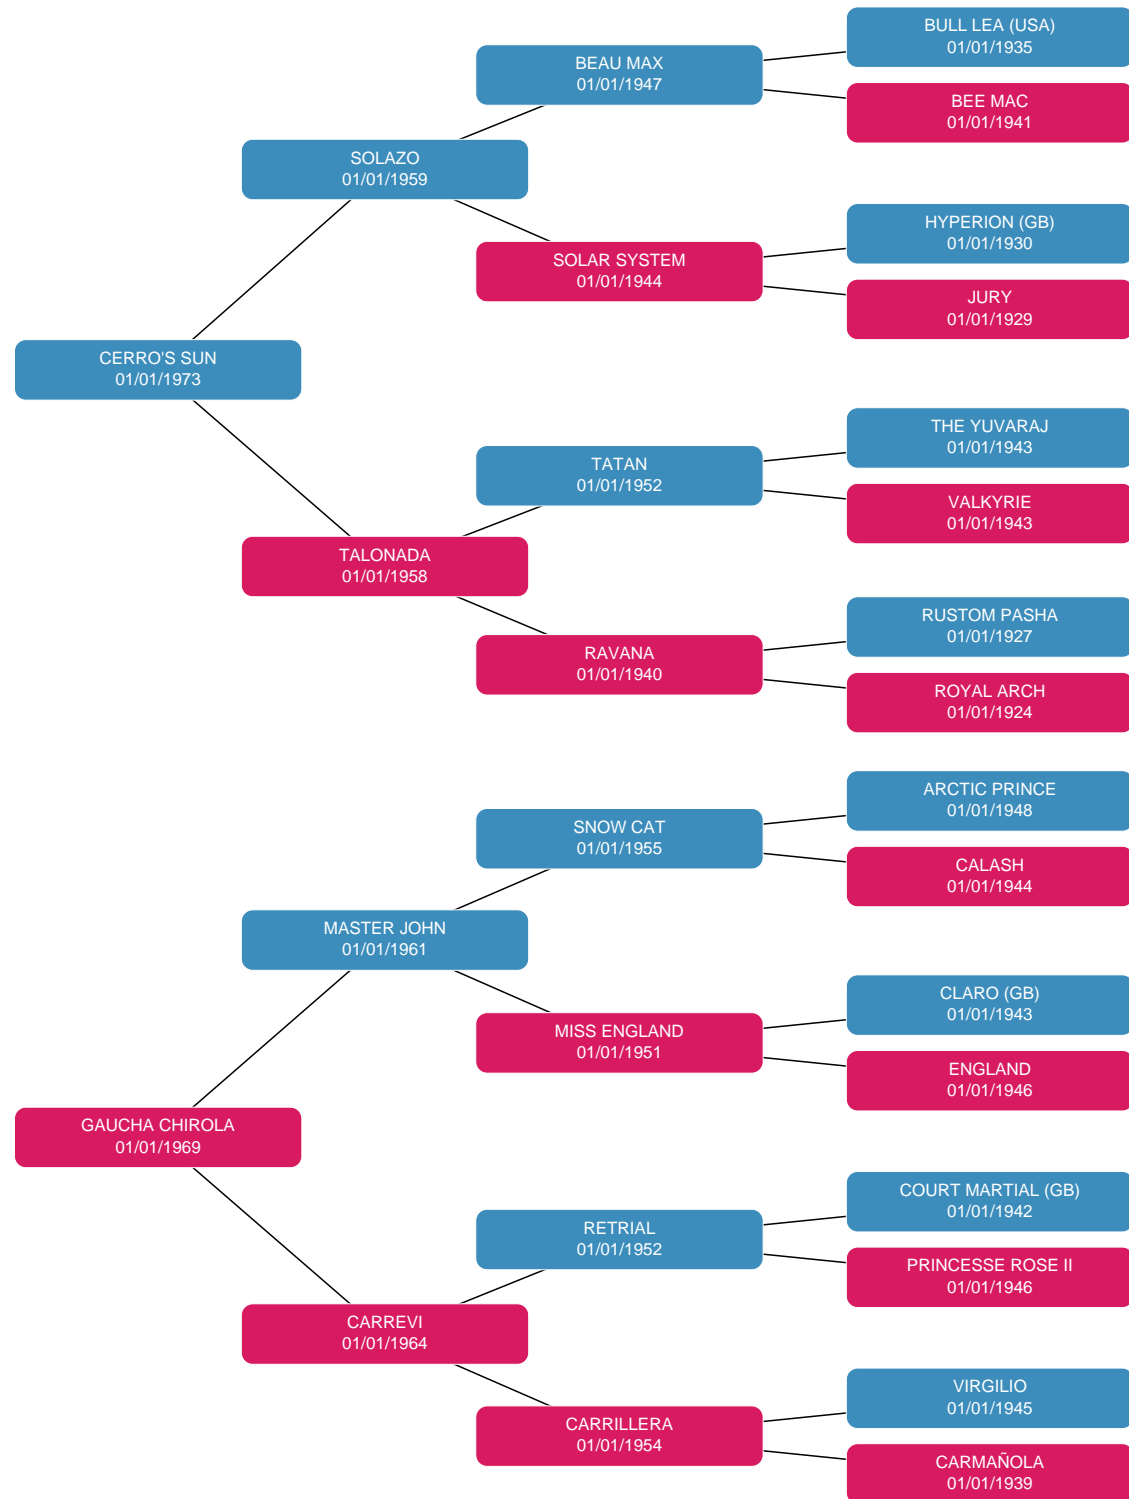 BULL LEA (USA)
01/01/1935
BEAU MAX
01/01/1947
BEE MAC
01/01/1941
SOLAZO
01/01/1959
HYPERION (GB)
01/01/1930
SOLAR SYSTEM
01/01/1944
JURY
01/01/1929
CERRO'S SUN
01/01/1973
THE YUVARAJ
01/01/1943
TATAN
01/01/1952
VALKYRIE
01/01/1943
TALONADA
01/01/1958
RUSTOM PASHA
01/01/1927
RAVANA
01/01/1940
ROYAL ARCH
01/01/1924
ARCTIC PRINCE
01/01/1948
SNOW CAT
01/01/1955
CALASH
01/01/1944
MASTER JOHN
01/01/1961
CLARO (GB)
01/01/1943
MISS ENGLAND
01/01/1951
ENGLAND
01/01/1946
GAUCHA CHIROLA
01/01/1969
COURT MARTIAL (GB)
01/01/1942
RETRIAL
01/01/1952
PRINCESSE ROSE II
01/01/1946
CARREVI
01/01/1964
VIRGILIO
01/01/1945
CARRILLERA
01/01/1954
CARMAÑOLA
01/01/1939